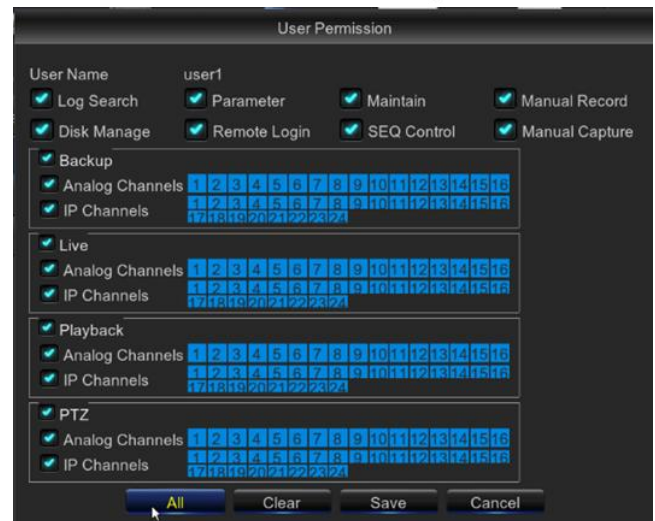 User Permission
User Name user1
Log Search Parameter Maintain Manual Record
Disk Manage Remote Login SEQ Control Manual Capture
Backup
Analog Channels 1 2 3 4 5 6 7 8 9 10 11 12 13 14 15 16
IP Channels 1 2 3 4 5 6 7 8 9 10 11 12 13 14 15 16
17 18 19 20 21 22 23 24
Live
Analog Channels 1 2 3 4 5 6 7 8 9 10 11 12 13 14 15 16
IP Channels 1 2 3 4 5 6 7 8 9 10 11 12 13 14 15 16
17 18 19 20 21 22 23 24
Playback
Analog Channels 1 2 3 4 5 6 7 8 9 10 11 12 13 14 15 16
IP Channels 1 2 3 4 5 6 7 8 9 10 11 12 13 14 15 16
17 18 19 20 21 22 23 24
PTZ
Analog Channels 1 2 3 4 5 6 7 8 9 10 11 12 13 14 15 16
IP Channels 1 2 3 4 5 6 7 8 9 10 11 12 13 14 15 16
17 18 19 20 21 22 23 24
All Clear Save Cancel